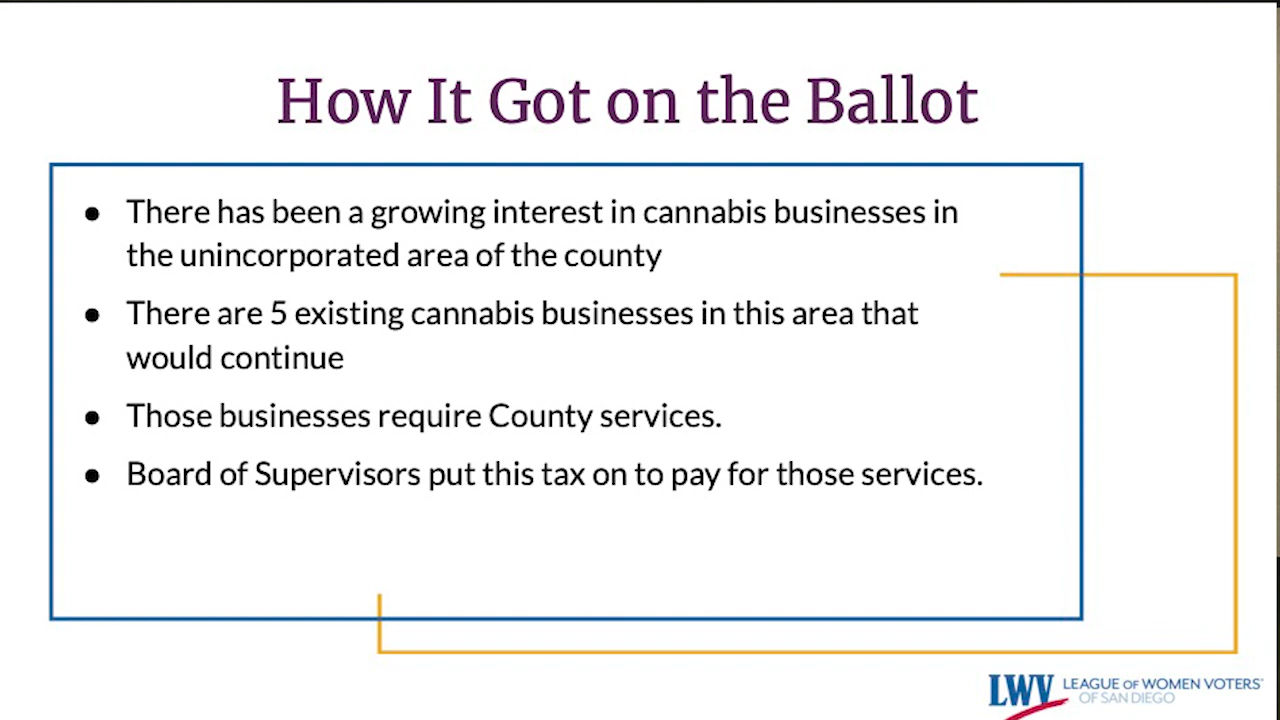 How It Got on the Ballot
● There has been a growing interest in cannabis businesses in
the unincorporated area of the county
● There are 5 existing cannabis businesses in this area that
would continue
● Those businesses require County services.
● Board of Supervisors put this tax on to pay for those services.
LWV LEAGUE OF WOMEN VOTERS®
OF SAN DIEGO